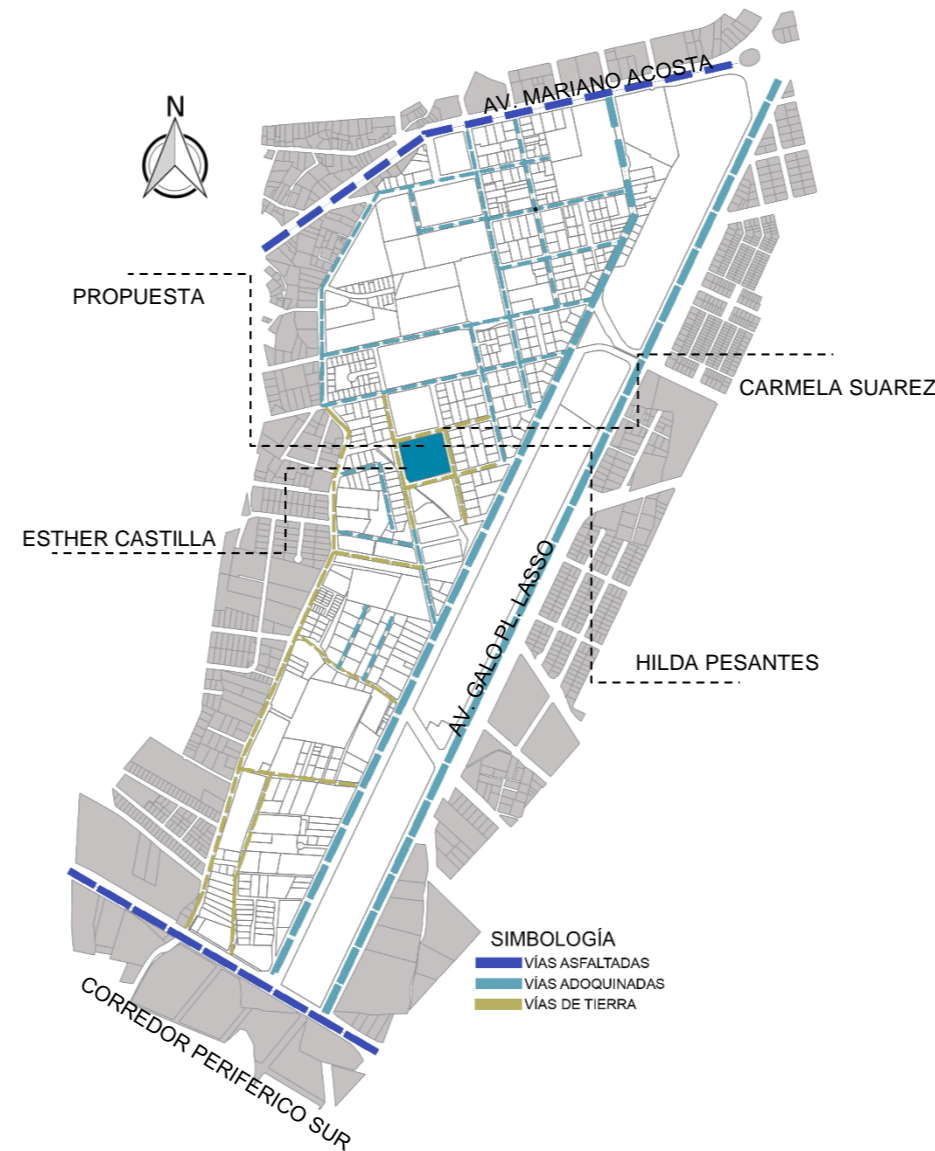 AV. MARIANO ACOSTA
N
PROPUESTA
CARMELA SUAREZ
ESTHER CASTILLA
AV. GALO PL. LASSO
HILDA PESANTES
SIMBOLOGÍA
VÍAS ASFALTADAS
VÍAS ADOQUINADAS
VÍAS DE TIERRA
CORREDOR PERIFERICO SUR